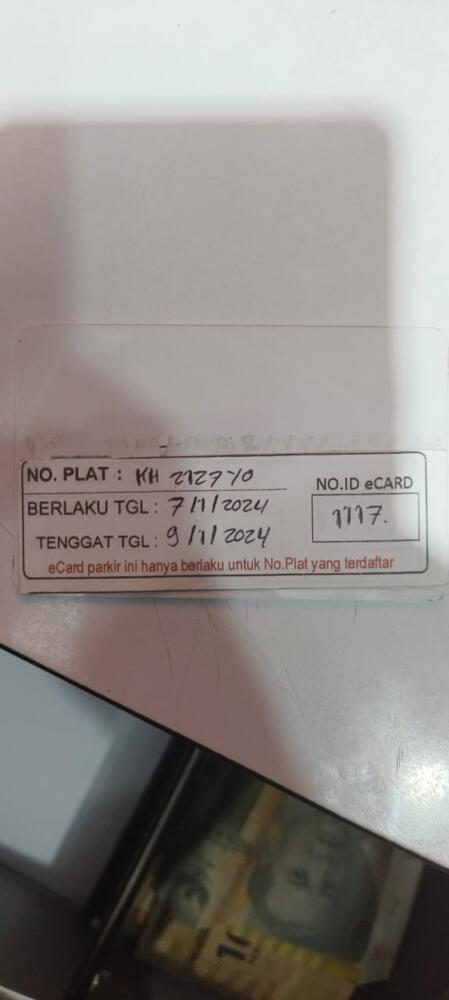 NO. PLAT : KH 2127 YO
BERLAKU TGL : 7/1/2024
TENGGAT TGL : 9/1/2024
NO.ID eCARD
1117.
eCard parkir ini hanya berlaku untuk No.Plat yang terdaftar